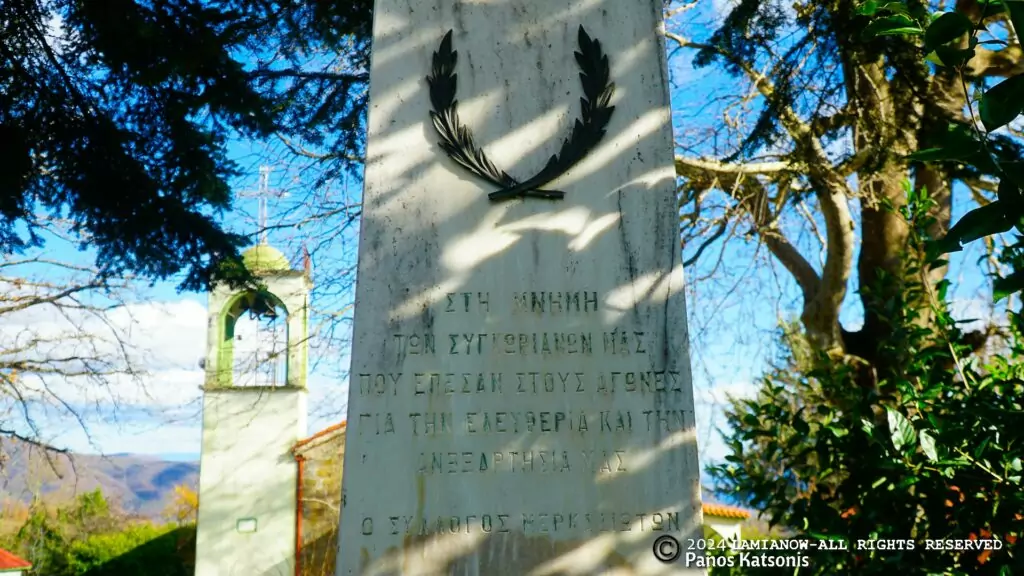 ΣΤΗ ΜΝΗΜΗ
ΤΩΝ ΣΥΓΧΩΡΙΑΝΩΝ ΜΑΣ
ΠΟΥ ΕΠΕΣΑΝ ΣΤΟΥΣ ΑΓΩΝΕΣ
ΓΙΑ ΤΗΝ ΕΛΕΥΘΕΡΙΑ ΚΑΙ ΤΗΝ
ΑΝΕΞΑΡΤΗΣΙΑ ΜΑΣ
Ο ΣΥΛΛΟΓΟΣ
© 2024 LAMIANOW-ALL RIGHTS RESERVED
Panos Katsonis